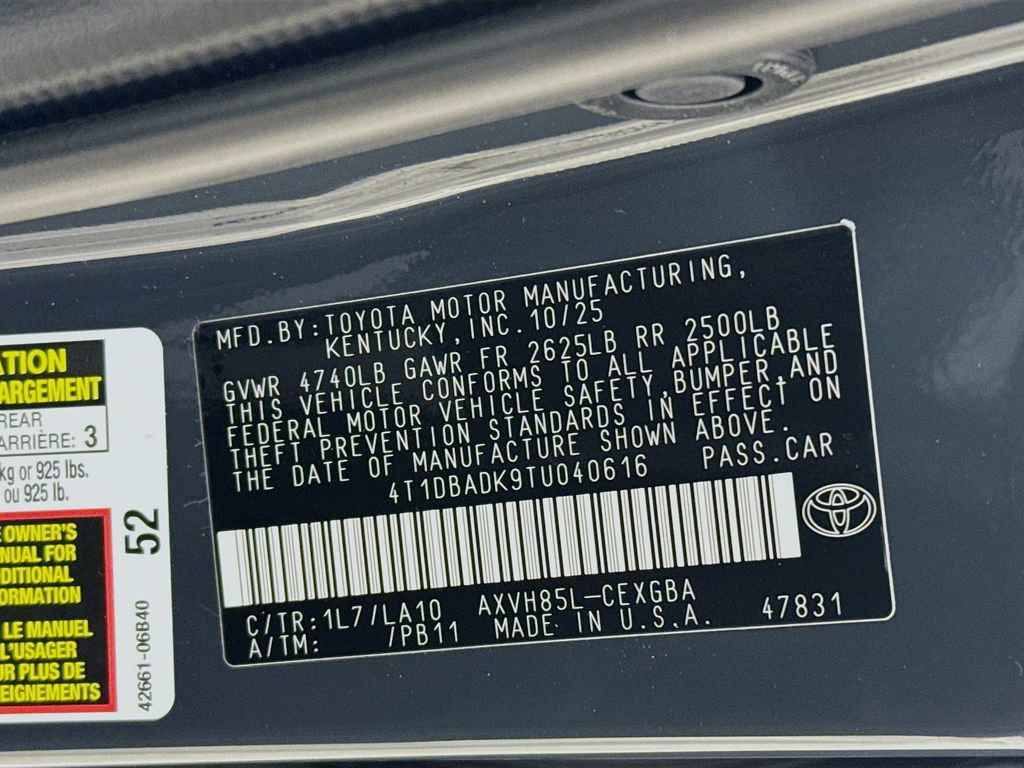 ATION
ARGEMENT
REAR
ARRIÈRE: 3
kg or 925 lbs.
ou 925 lb.
OWNER'S
NUAL FOR
DDITIONAL
ORMATION
LE MANUEL
L'USAGER
UR PLUS DE
EIGNEMENTS
52
42661-06B40
MFD.BY:TOYOTA MOTOR MANUFACTURING,
KENTUCKY,INC.10/25
GVWR 4740LB GAWR FR 2625LB RR 2500LB
THIS VEHICLE CONFORMS TO ALL APPLICABLE
FEDERAL MOTOR VEHICLE SAFETY,BUMPER,AND
THEFT PREVENTION STANDARDS IN EFFECT ON
THE DATE OF MANUFACTURE SHOWN ABOVE.
4T1DBADK9TU040616 PASS.CAR
C/TR:1L7/LA10 AXVH85L-CEXGBA
A/TM: /PB11 MADE IN U.S.A. 47831